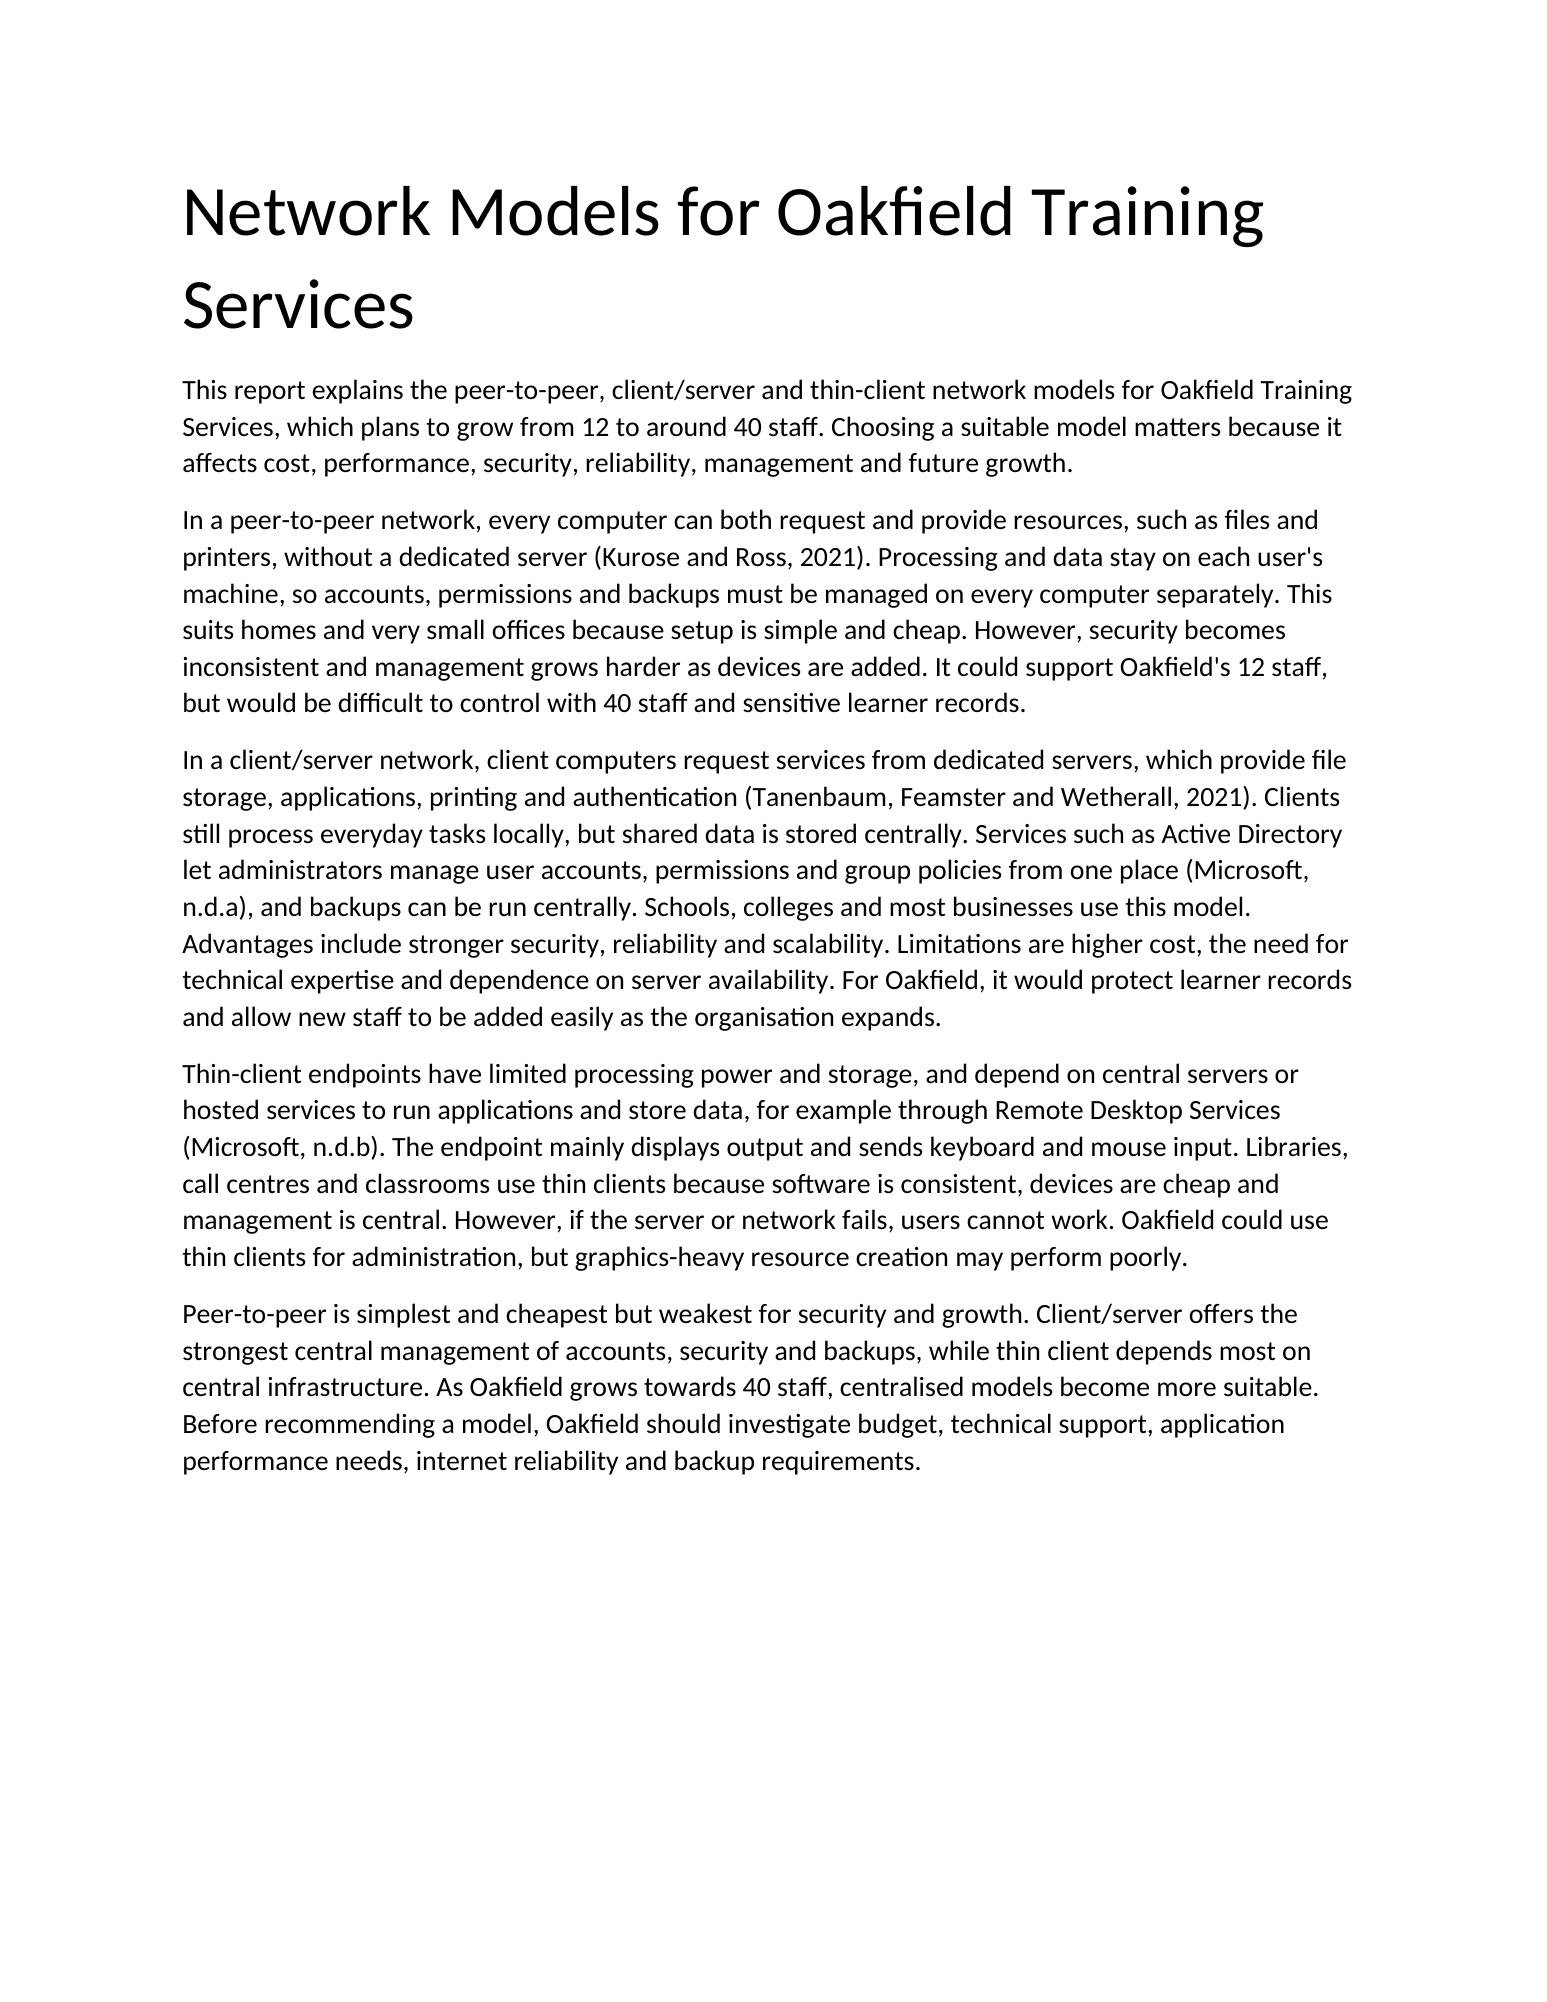 Network Models for Oakfield Training
Services
This report explains the peer-to-peer, client/server and thin-client network models for Oakfield Training
Services, which plans to grow from 12 to around 40 staff. Choosing a suitable model matters because it
affects cost, performance, security, reliability, management and future growth.
In a peer-to-peer network, every computer can both request and provide resources, such as files and
printers, without a dedicated server (Kurose and Ross, 2021). Processing and data stay on each user's
machine, so accounts, permissions and backups must be managed on every computer separately. This
suits homes and very small offices because setup is simple and cheap. However, security becomes
inconsistent and management grows harder as devices are added. It could support Oakfield's 12 staff,
but would be difficult to control with 40 staff and sensitive learner records.
In a client/server network, client computers request services from dedicated servers, which provide file
storage, applications, printing and authentication (Tanenbaum, Feamster and Wetherall, 2021). Clients
still process everyday tasks locally, but shared data is stored centrally. Services such as Active Directory
let administrators manage user accounts, permissions and group policies from one place (Microsoft,
n.d.a), and backups can be run centrally. Schools, colleges and most businesses use this model.
Advantages include stronger security, reliability and scalability. Limitations are higher cost, the need for
technical expertise and dependence on server availability. For Oakfield, it would protect learner records
and allow new staff to be added easily as the organisation expands.
Thin-client endpoints have limited processing power and storage, and depend on central servers or
hosted services to run applications and store data, for example through Remote Desktop Services
(Microsoft, n.d.b). The endpoint mainly displays output and sends keyboard and mouse input. Libraries,
call centres and classrooms use thin clients because software is consistent, devices are cheap and
management is central. However, if the server or network fails, users cannot work. Oakfield could use
thin clients for administration, but graphics-heavy resource creation may perform poorly.
Peer-to-peer is simplest and cheapest but weakest for security and growth. Client/server offers the
strongest central management of accounts, security and backups, while thin client depends most on
central infrastructure. As Oakfield grows towards 40 staff, centralised models become more suitable.
Before recommending a model, Oakfield should investigate budget, technical support, application
performance needs, internet reliability and backup requirements.